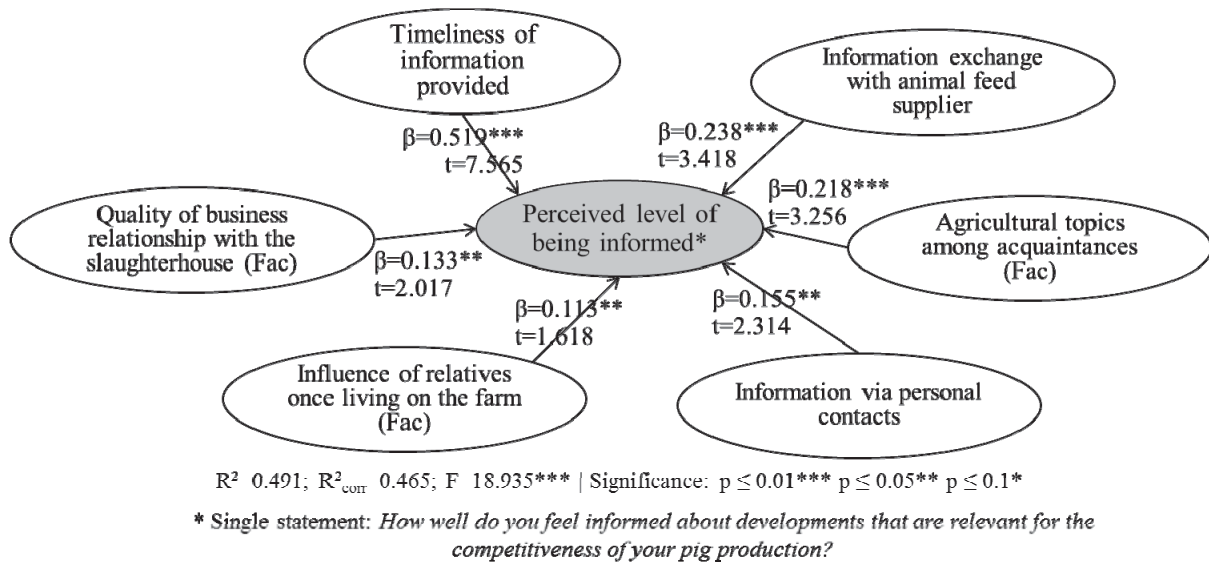 Timeliness of
information
provided
Information exchange
with animal feed
supplier
β=0.519***
t=7.565
β=0.238***
t=3.418
Quality of business
relationship with the
slaughterhouse (Fac)
Perceived level of
being informed*
β=0.218***
t=3.256
Agricultural topics
among acquaintances
(Fac)
β=0.133**
t=2.017
β=0.113**
t=1.618
β=0.155**
t=2.314
Influence of relatives
once living on the farm
(Fac)
Information via personal
contacts
R² 0.491; R²corr 0.465; F 18.935*** | Significance: p ≤ 0.01*** p ≤ 0.05** p ≤ 0.1*
* Single statement: How well do you feel informed about developments that are relevant for the
competitiveness of your pig production?